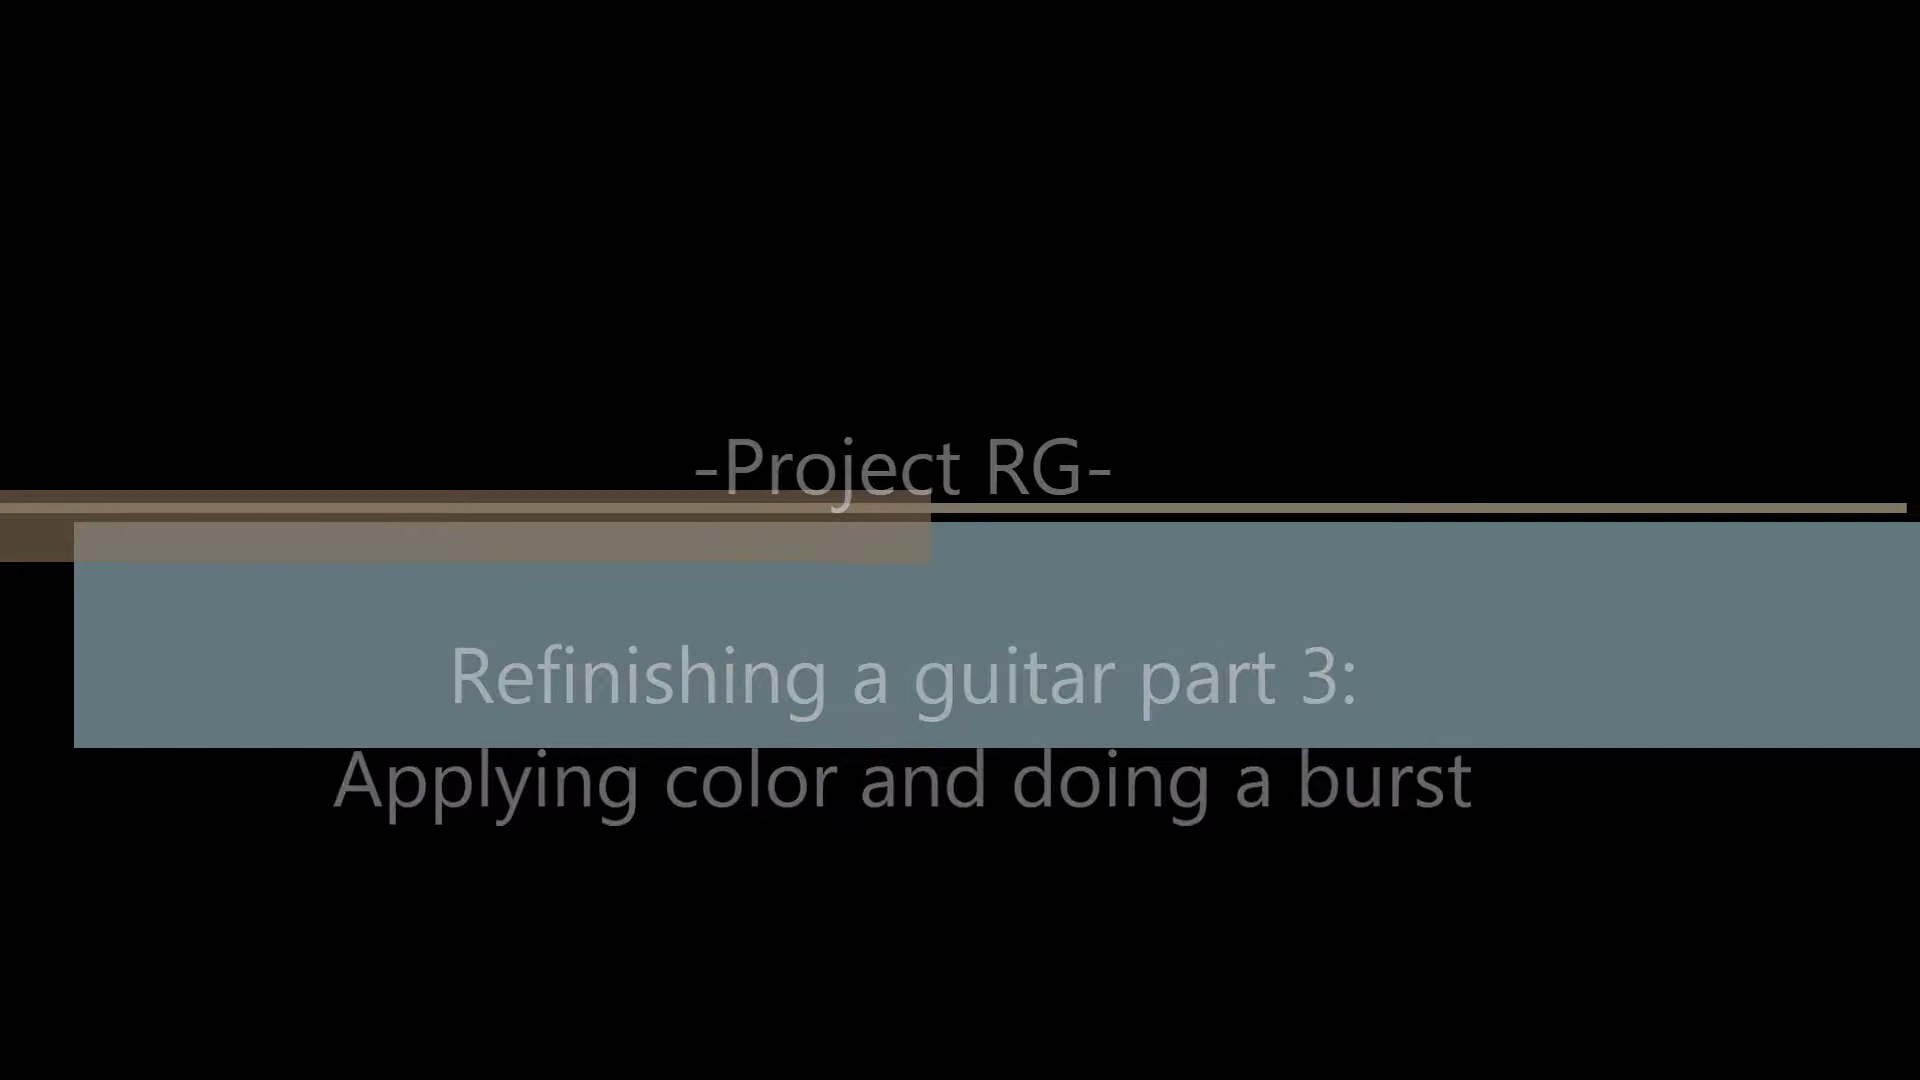 -Project RG-
Refinishing a guitar part 3:
Applying color and doing a burst